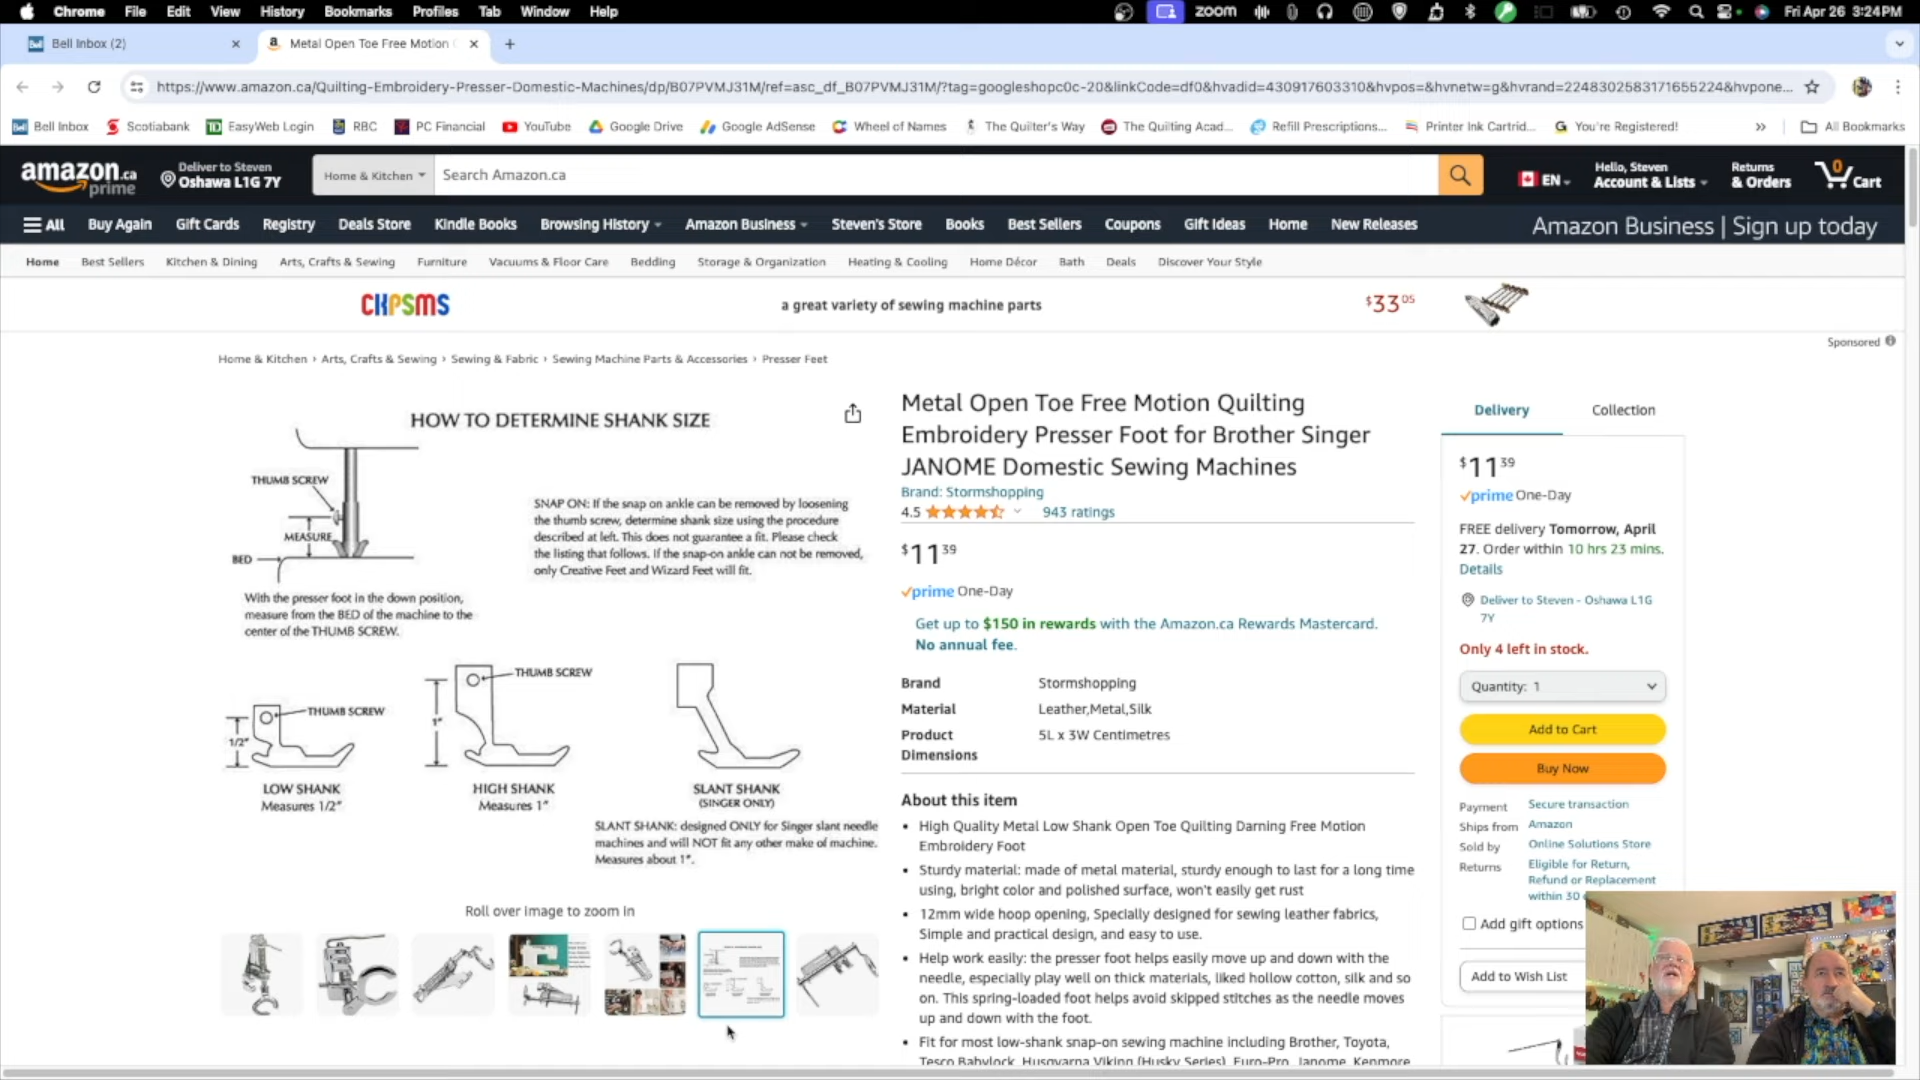 Chrome File Edit View History Bookmarks Profiles Tab Window Help
zoom
Fri Apr 26 3:24 PM
Bell Inbox (2)
Metal Open Toe Free Motion
https://www.amazon.ca/Quilting-Embroidery-Presser-Domestic-Machines/dp/B07PVMJ31M/ref=asc_df_B07PVMJ31M/?tag=googleshopc0c-20&linkCode=df0&hvadid=430917603310&hvpos=&hvnetw=g&hvrand=2248302583171655224&hvpone...
Bell Inbox Scotiabank EasyWeb Login RBC PC Financial YouTube Google Drive Google AdSense Wheel of Names The Quilter's Way The Quilting Acad... Refill Prescriptions... Printer Ink Cartrid... You're Registered! » All Bookmarks
amazon.ca
prime
Deliver to Steven
Oshawa L1G 7Y
Home & Kitchen
Search Amazon.ca
EN
Hello, Steven
Account & Lists
Returns
& Orders
0
Cart
All Buy Again Gift Cards Registry Deals Store Kindle Books Browsing History Amazon Business Steven's Store Books Best Sellers Coupons Gift Ideas Home New Releases
Amazon Business | Sign up today
Home Best Sellers Kitchen & Dining Arts, Crafts & Sewing Furniture Vacuums & Floor Care Bedding Storage & Organization Heating & Cooling Home Décor Bath Deals Discover Your Style
CKPSMS
a great variety of sewing machine parts
$33 05
Sponsored
Home & Kitchen › Arts, Crafts & Sewing › Sewing & Fabric › Sewing Machine Parts & Accessories › Presser Feet
HOW TO DETERMINE SHANK SIZE
THUMB SCREW
MEASURE
BED
SNAP ON: If the snap on ankle can be removed by loosening
the thumb screw, determine shank size using the procedure
described at left. This does not guarantee a fit. Please check
the listing that follows. If the snap-on ankle can not be removed,
only Creative Feet and Wizard Feet will fit.
With the presser foot in the down position,
measure from the BED of the machine to the
center of the THUMB SCREW.
THUMB SCREW
1/2"
LOW SHANK
Measures 1/2"
THUMB SCREW
1"
HIGH SHANK
Measures 1"
SLANT SHANK
(SINGER ONLY)
SLANT SHANK: designed ONLY for Singer slant needle
machines and will NOT fit any other make of machine.
Measures about 1".
Roll over image to zoom in
Metal Open Toe Free Motion Quilting
Embroidery Presser Foot for Brother Singer
JANOME Domestic Sewing Machines
Brand: Stormshopping
4.5
943 ratings
$11 39
prime One-Day
Get up to $150 in rewards with the Amazon.ca Rewards Mastercard.
No annual fee.
Brand Stormshopping
Material Leather,Metal,Silk
Product 5L x 3W Centimetres
Dimensions
About this item
• High Quality Metal Low Shank Open Toe Quilting Darning Free Motion
Embroidery Foot
• Sturdy material: made of metal material, sturdy enough to last for a long time
using, bright color and polished surface, won't easily get rust
• 12mm wide hoop opening, Specially designed for sewing leather fabrics,
Simple and practical design, and easy to use.
• Help work easily: the presser foot helps easily move up and down with the
needle, especially play well on thick materials, liked hollow cotton, silk and so
on. This spring-loaded foot helps avoid skipped stitches as the needle moves
up and down with the foot.
• Fit for most low-shank snap-on sewing machine including Brother, Toyota,
Tesco Babylock, Husqvarna Viking (Husky Series), Euro-Pro, Janome, Kenmore,
Delivery
Collection
$11 39
prime One-Day
FREE delivery Tomorrow, April
27. Order within 10 hrs 23 mins.
Details
Deliver to Steven - Oshawa L1G
7Y
Only 4 left in stock.
Quantity: 1
Add to Cart
Buy Now
Payment Secure transaction
Ships from Amazon
Sold by Online Solutions Store
Returns Eligible for Return,
Refund or Replacement
within 30
Add gift options
Add to Wish List